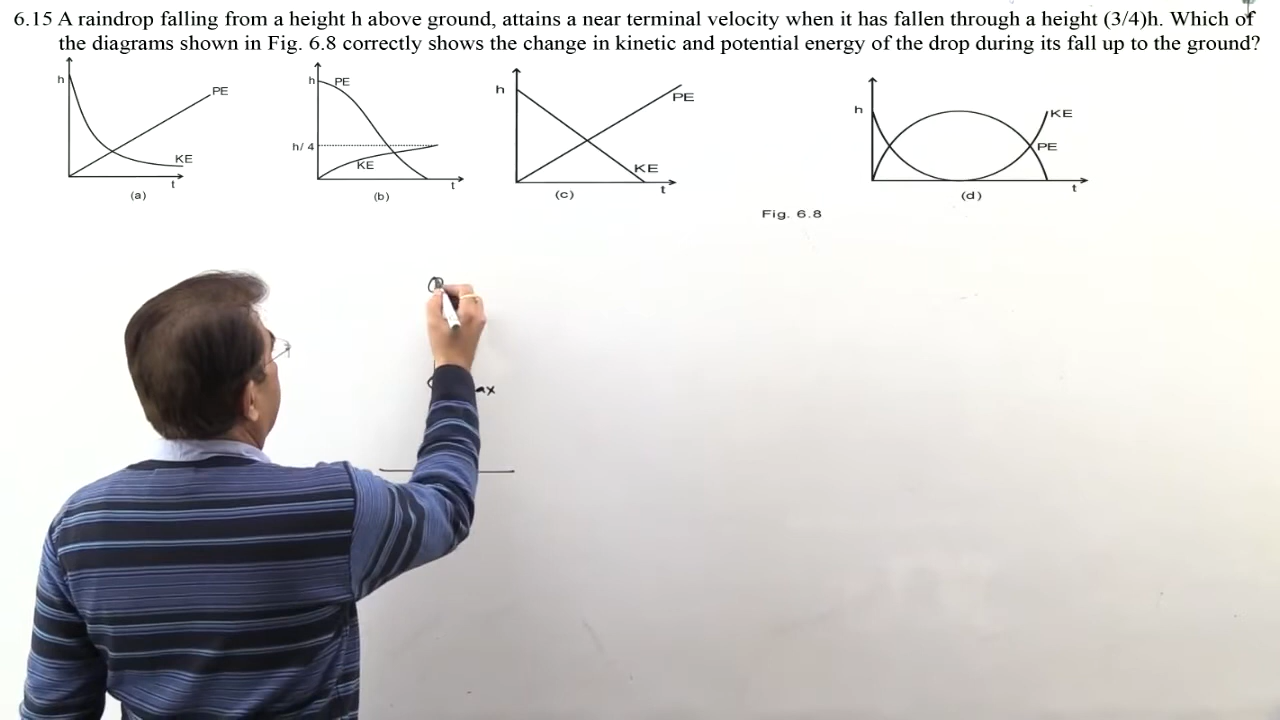 6.15 A raindrop falling from a height h above ground, attains a near terminal velocity when it has fallen through a height (3/4)h. Which of
the diagrams shown in Fig. 6.8 correctly shows the change in kinetic and potential energy of the drop during its fall up to the ground?
h PE KE t
(a)
h PE h/4 KE t
(b)
h PE KE t
(c)
h KE PE t
(d)
Fig. 6.8
ax